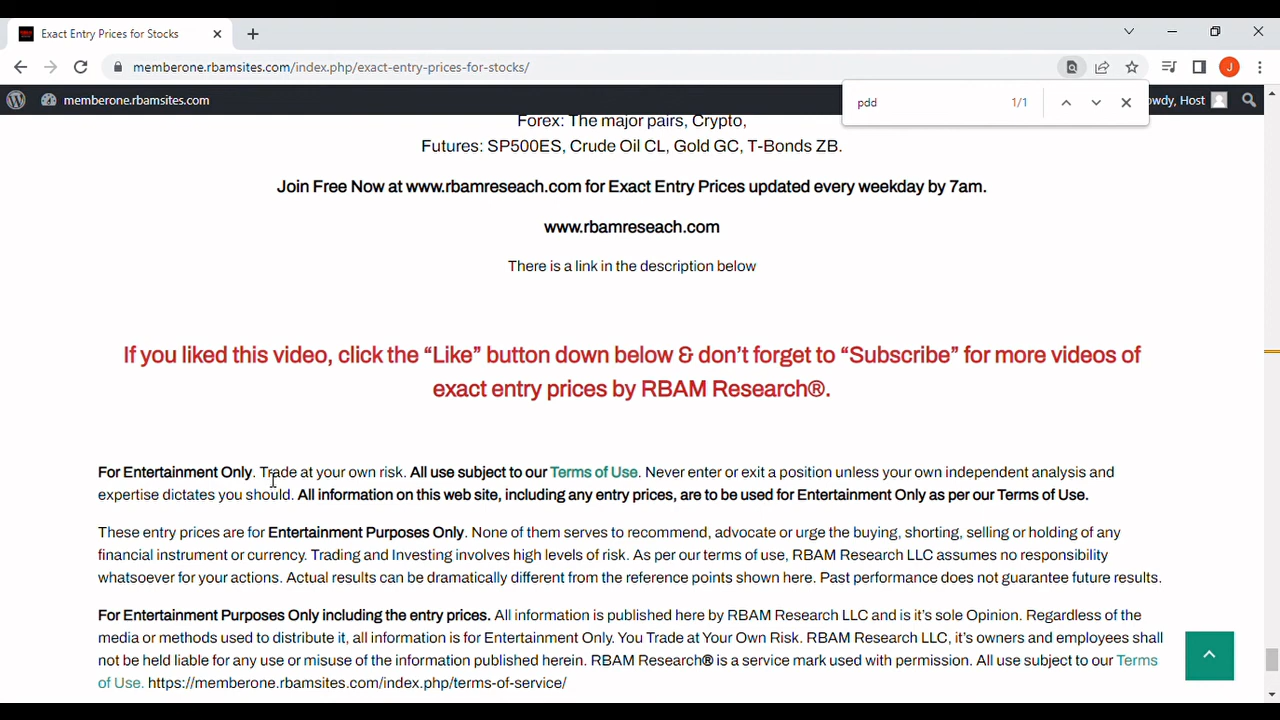 Exact Entry Prices for Stocks
memberone.rbamsites.com/index.php/exact-entry-prices-for-stocks/
J
memberone.rbamsites.com
pdd
1/1
owdy, Host
Forex: The major pairs, Crypto,
Futures: SP500ES, Crude Oil CL, Gold GC, T-Bonds ZB.
Join Free Now at www.rbamreseach.com for Exact Entry Prices updated every weekday by 7am.
www.rbamreseach.com
There is a link in the description below
If you liked this video, click the “Like” button down below & don’t forget to “Subscribe” for more videos of
exact entry prices by RBAM Research®.
For Entertainment Only. Trade at your own risk. All use subject to our Terms of Use. Never enter or exit a position unless your own independent analysis and
expertise dictates you should. All information on this web site, including any entry prices, are to be used for Entertainment Only as per our Terms of Use.
These entry prices are for Entertainment Purposes Only. None of them serves to recommend, advocate or urge the buying, shorting, selling or holding of any
financial instrument or currency. Trading and Investing involves high levels of risk. As per our terms of use, RBAM Research LLC assumes no responsibility
whatsoever for your actions. Actual results can be dramatically different from the reference points shown here. Past performance does not guarantee future results.
For Entertainment Purposes Only including the entry prices. All information is published here by RBAM Research LLC and is it’s sole Opinion. Regardless of the
media or methods used to distribute it, all information is for Entertainment Only. You Trade at Your Own Risk. RBAM Research LLC, it’s owners and employees shall
not be held liable for any use or misuse of the information published herein. RBAM Research® is a service mark used with permission. All use subject to our Terms
of Use. https://memberone.rbamsites.com/index.php/terms-of-service/